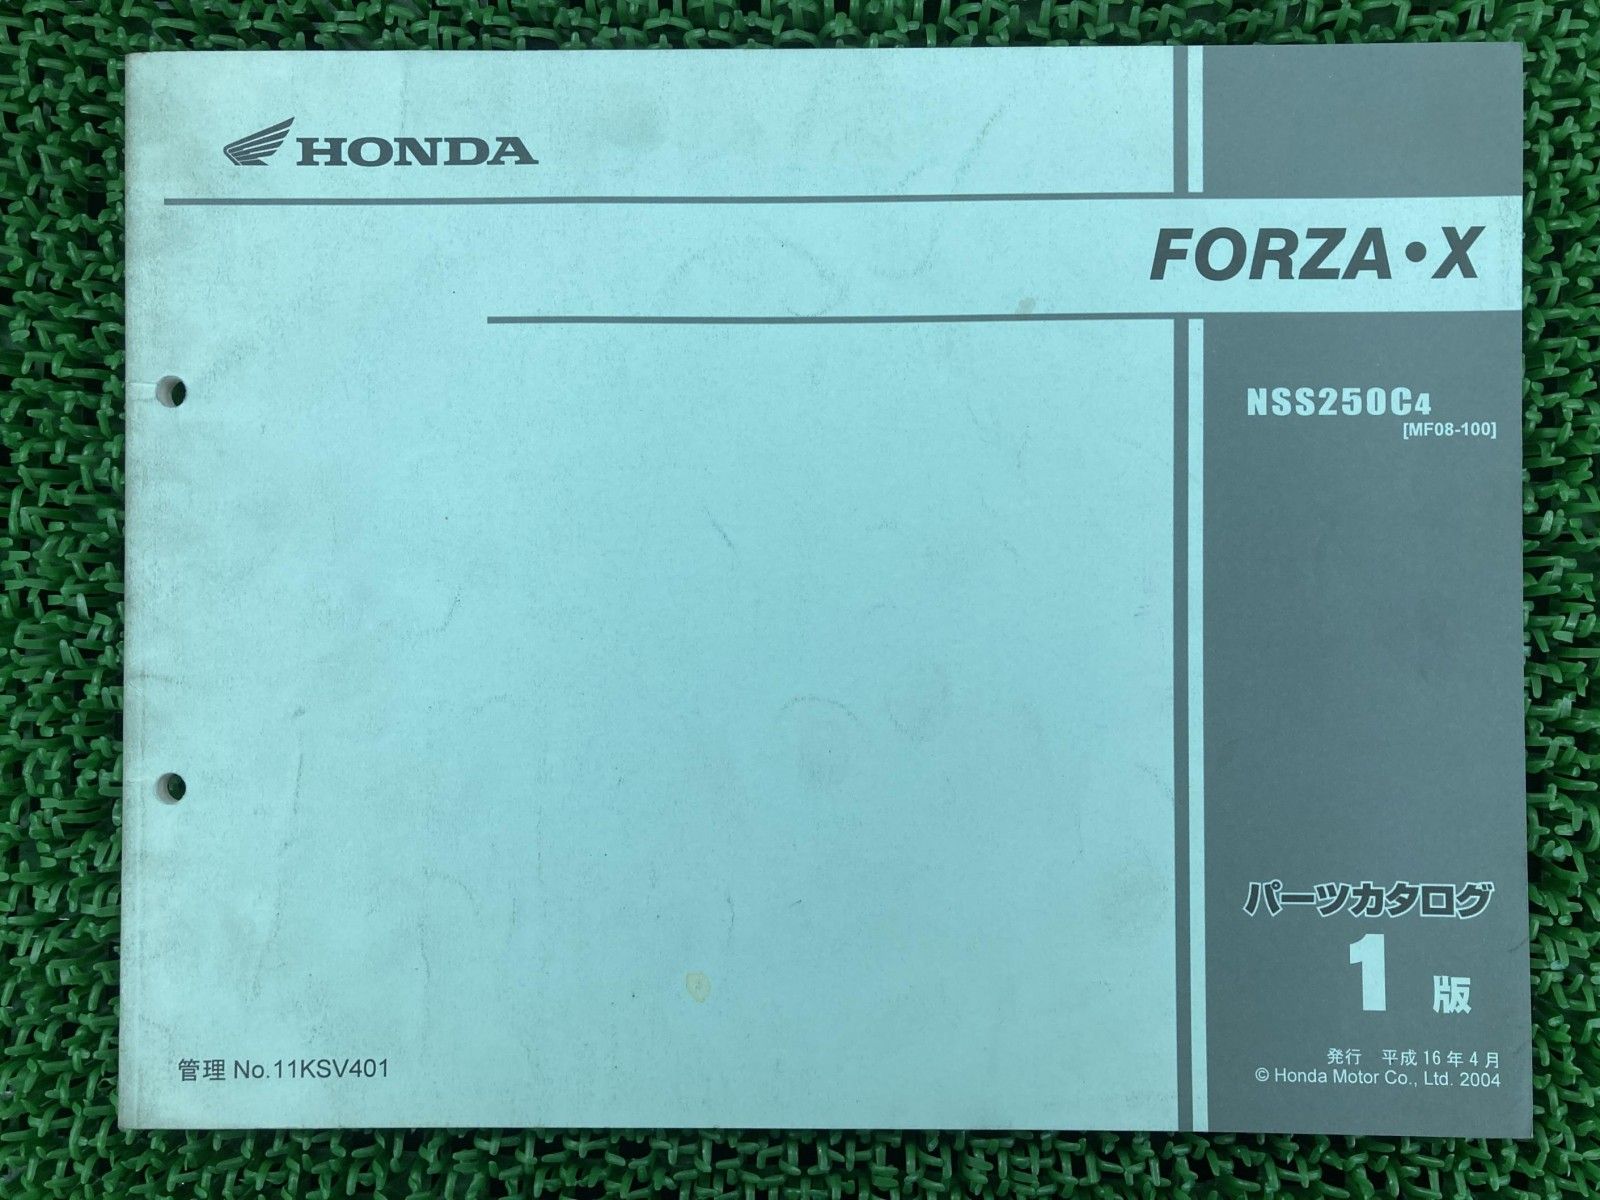 HONDA
FORZA・X
NSS250C4
[MF08-100]
パーツカタログ
1 版
発行 平成16年4月
© Honda Motor Co., Ltd. 2004
管理 No.11KSV401